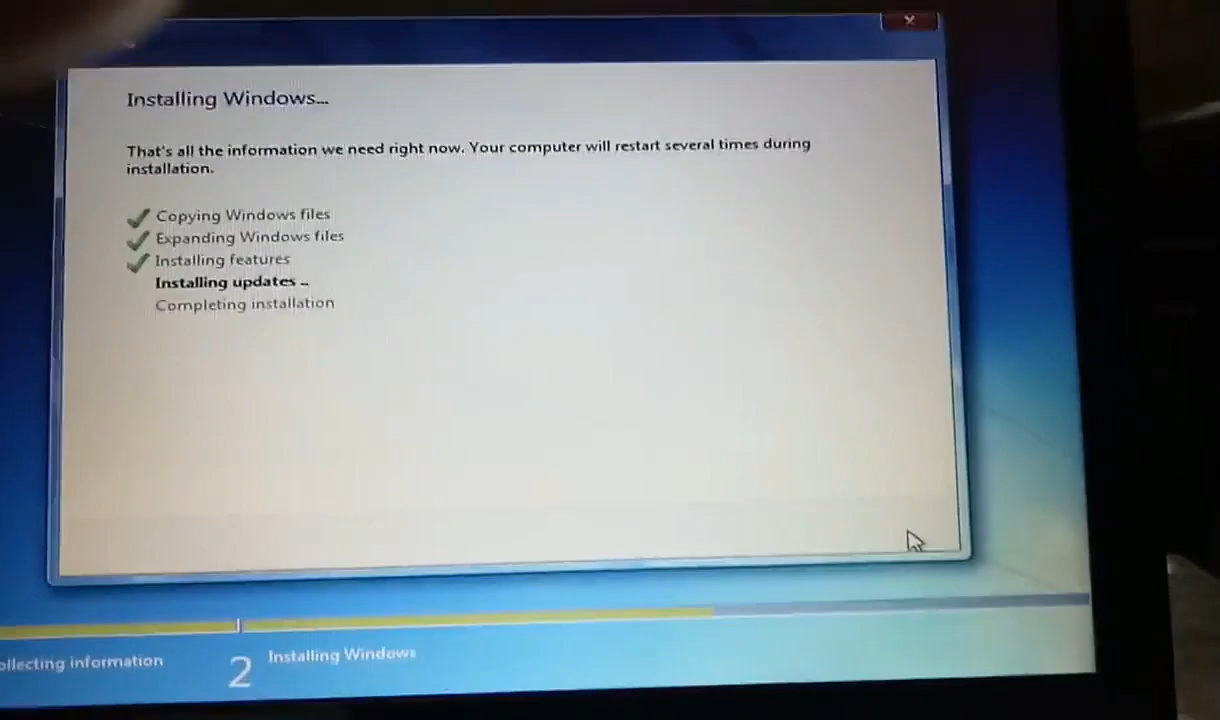 Installing Windows...
That's all the information we need right now. Your computer will restart several times during
installation.
Copying Windows files
Expanding Windows files
Installing features
Installing updates ..
Completing installation
ollecting information
2 Installing Windows